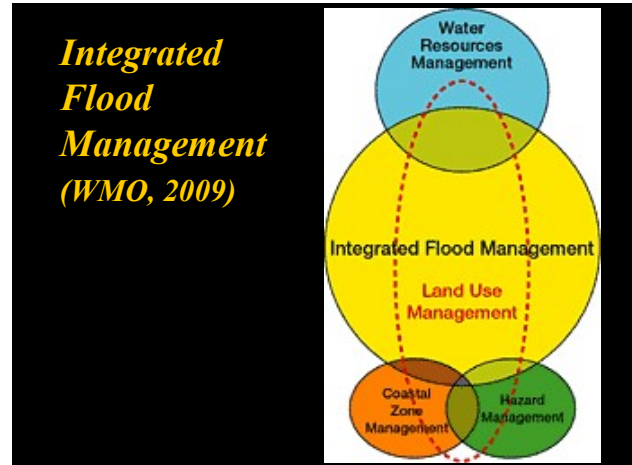 Integrated
Flood
Management
(WMO, 2009)
Water
Resources
Management
Integrated Flood Management
Land Use
Management
Coastal
Zone
Management
Hazard
Management